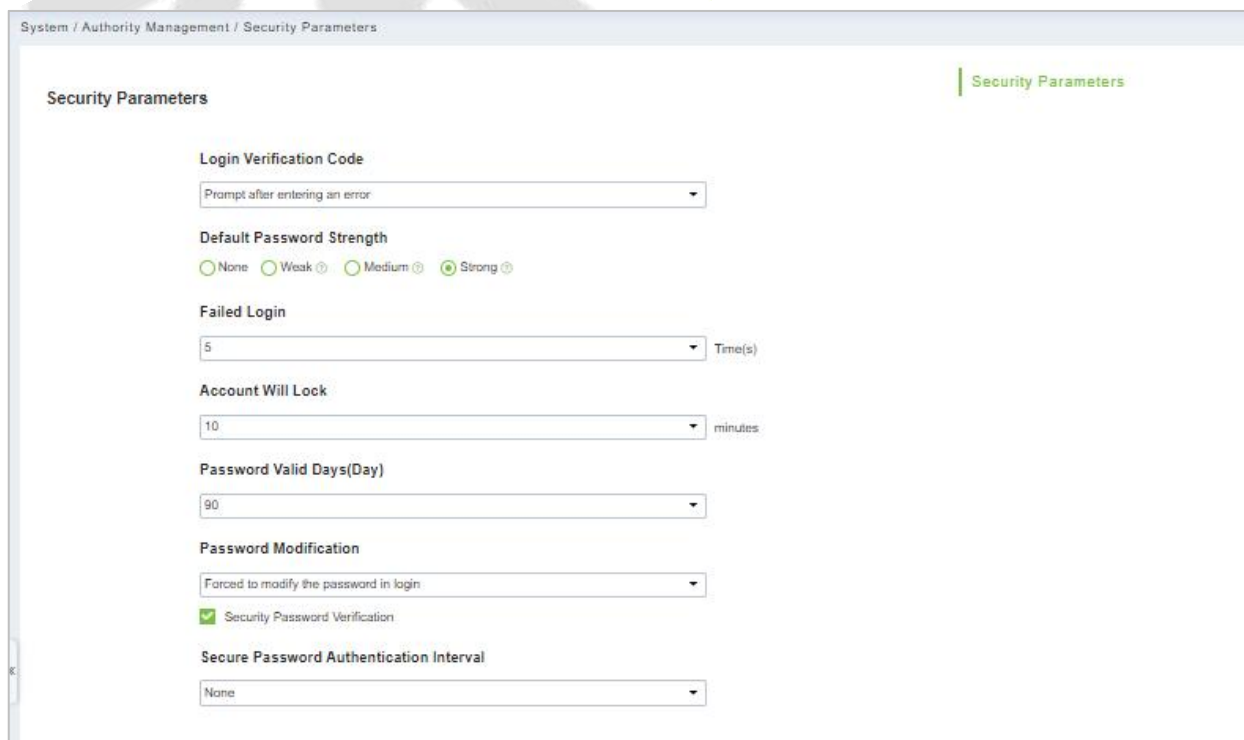 System / Authority Management / Security Parameters
Security Parameters
Security Parameters
Login Verification Code
Prompt after entering an error
Default Password Strength
None Weak ? Medium ? Strong ?
Failed Login
5 Time(s)
Account Will Lock
10 minutes
Password Valid Days(Day)
90
Password Modification
Forced to modify the password in login
Security Password Verification
Secure Password Authentication Interval
None